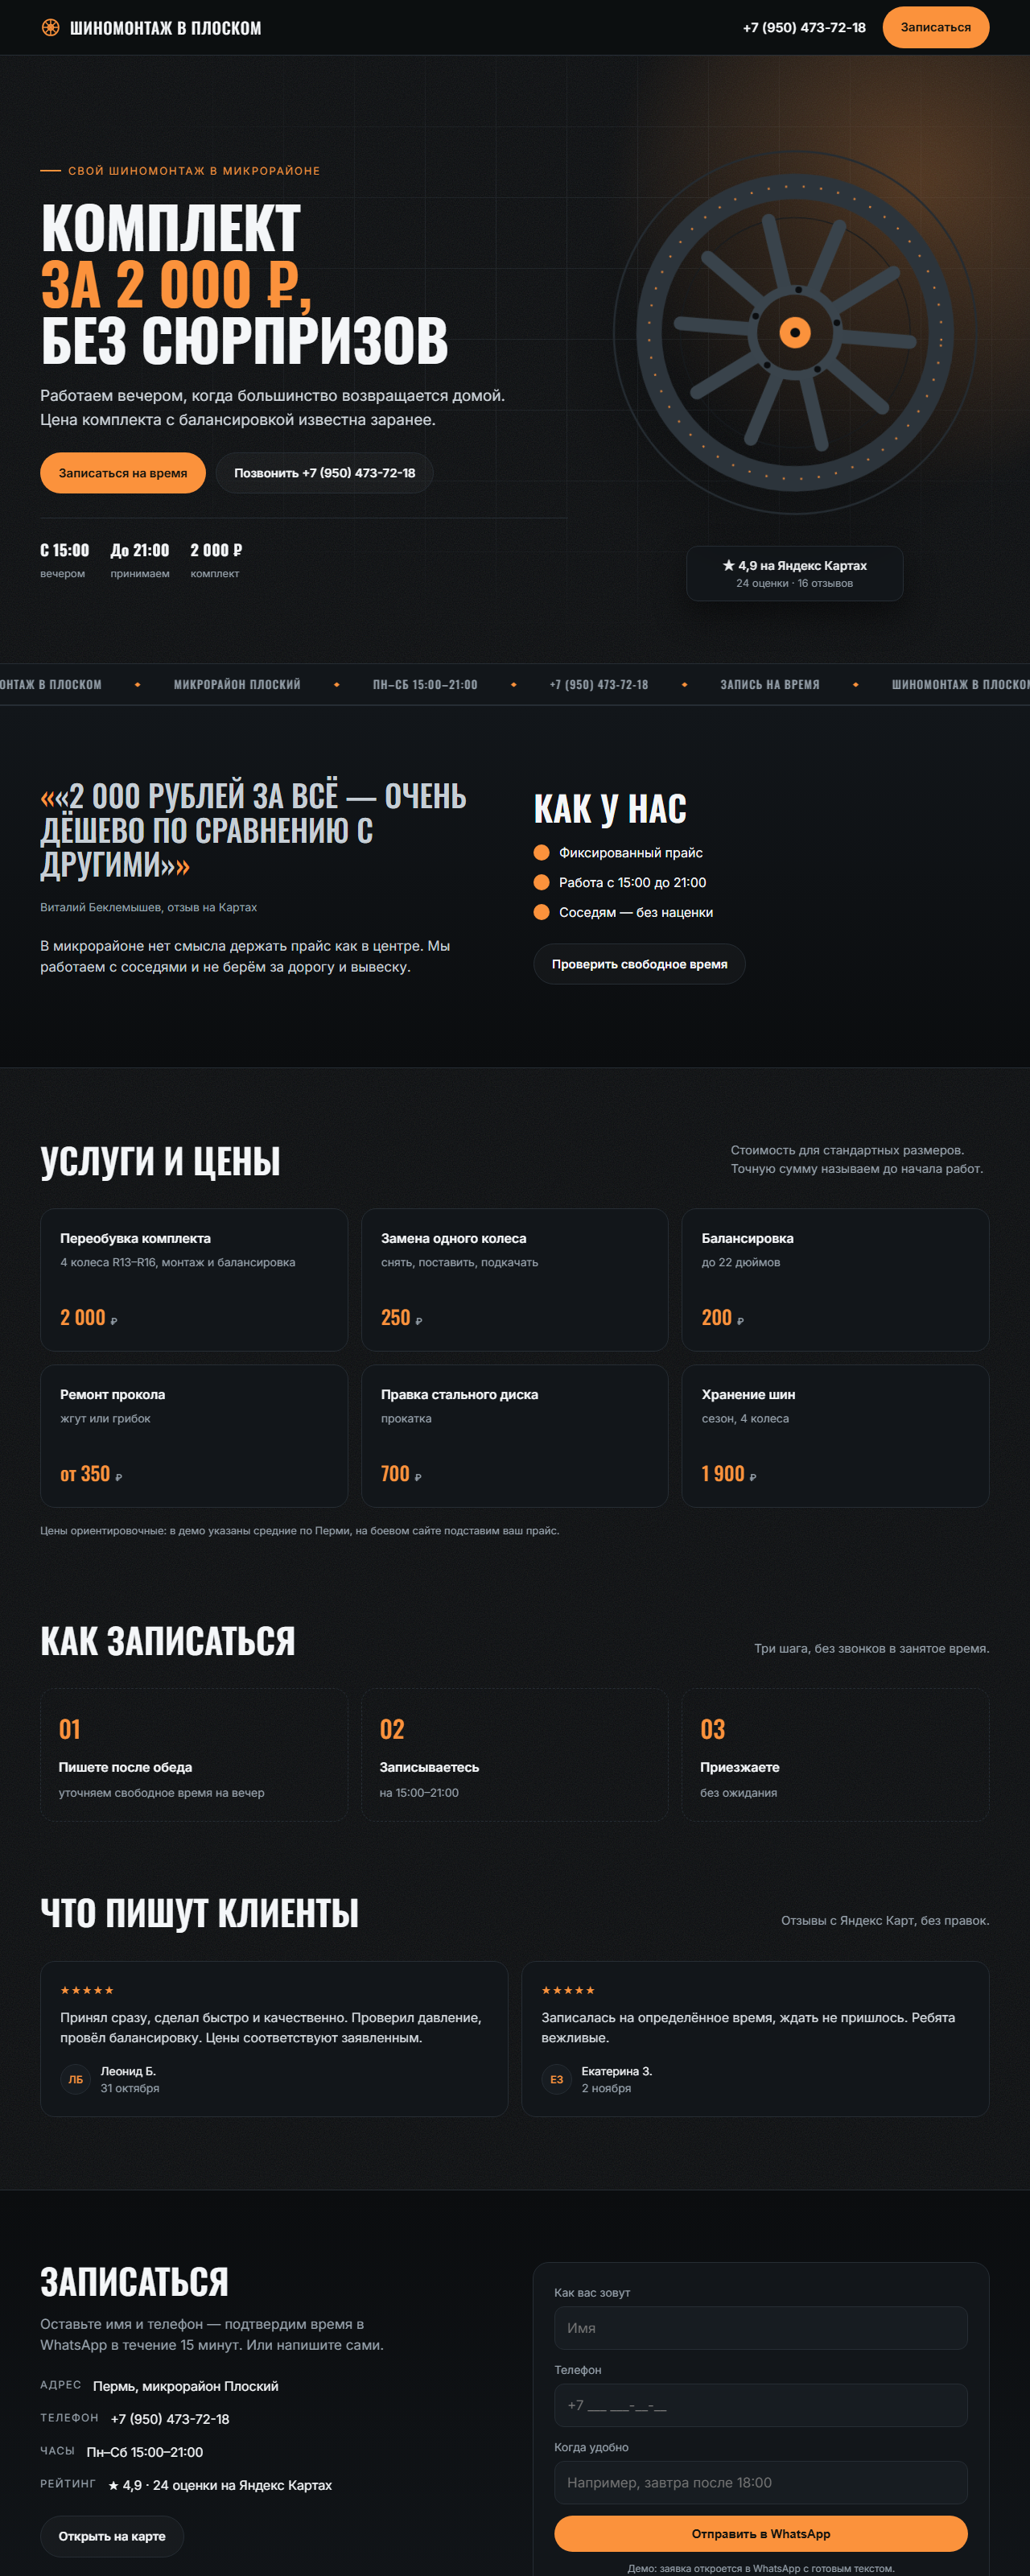 ШИНОМОНТАЖ В ПЛОСКОМ
+7 (950) 473-72-18
Записаться
СВОЙ ШИНОМОНТАЖ В МИКРОРАЙОНЕ
КОМПЛЕКТ
ЗА 2 000 ₽,
БЕЗ СЮРПРИЗОВ
Работаем вечером, когда большинство возвращается домой.
Цена комплекта с балансировкой известна заранее.
Записаться на время
Позвонить +7 (950) 473-72-18
С 15:00
вечером
До 21:00
принимаем
2 000 ₽
комплект
★ 4,9 на Яндекс Картах
24 оценки · 16 отзывов
ОНТАЖ В ПЛОСКОМ
МИКРОРАЙОН ПЛОСКИЙ
ПН–СБ 15:00–21:00
+7 (950) 473-72-18
ЗАПИСЬ НА ВРЕМЯ
ШИНОМОНТАЖ В ПЛОСКОМ
««2 000 РУБЛЕЙ ЗА ВСЁ — ОЧЕНЬ
ДЁШЕВО ПО СРАВНЕНИЮ С
ДРУГИМИ»»
Виталий Беклемышев, отзыв на Картах
В микрорайоне нет смысла держать прайс как в центре. Мы
работаем с соседями и не берём за дорогу и вывеску.
КАК У НАС
Фиксированный прайс
Работа с 15:00 до 21:00
Соседям — без наценки
Проверить свободное время
УСЛУГИ И ЦЕНЫ
Стоимость для стандартных размеров.
Точную сумму называем до начала работ.
Переобувка комплекта
4 колеса R13–R16, монтаж и балансировка
2 000 ₽
Замена одного колеса
снять, поставить, подкачать
250 ₽
Балансировка
до 22 дюймов
200 ₽
Ремонт прокола
жгут или грибок
от 350 ₽
Правка стального диска
прокатка
700 ₽
Хранение шин
сезон, 4 колеса
1 900 ₽
Цены ориентировочные: в демо указаны средние по Перми, на боевом сайте подставим ваш прайс.
КАК ЗАПИСАТЬСЯ
Три шага, без звонков в занятое время.
01
Пишете после обеда
уточняем свободное время на вечер
02
Записываетесь
на 15:00–21:00
03
Приезжаете
без ожидания
ЧТО ПИШУТ КЛИЕНТЫ
Отзывы с Яндекс Карт, без правок.
★★★★★
Принял сразу, сделал быстро и качественно. Проверил давление,
провёл балансировку. Цены соответствуют заявленным.
ЛБ
Леонид Б.
31 октября
★★★★★
Записалась на определённое время, ждать не пришлось. Ребята
вежливые.
ЕЗ
Екатерина З.
2 ноября
ЗАПИСАТЬСЯ
Оставьте имя и телефон — подтвердим время в
WhatsApp в течение 15 минут. Или напишите сами.
АДРЕС Пермь, микрорайон Плоский
ТЕЛЕФОН +7 (950) 473-72-18
ЧАСЫ Пн–Сб 15:00–21:00
РЕЙТИНГ ★ 4,9 · 24 оценки на Яндекс Картах
Открыть на карте
Как вас зовут
Имя
Телефон
+7 ___ ___-__-__
Когда удобно
Например, завтра после 18:00
Отправить в WhatsApp
Демо: заявка откроется в WhatsApp с готовым текстом.